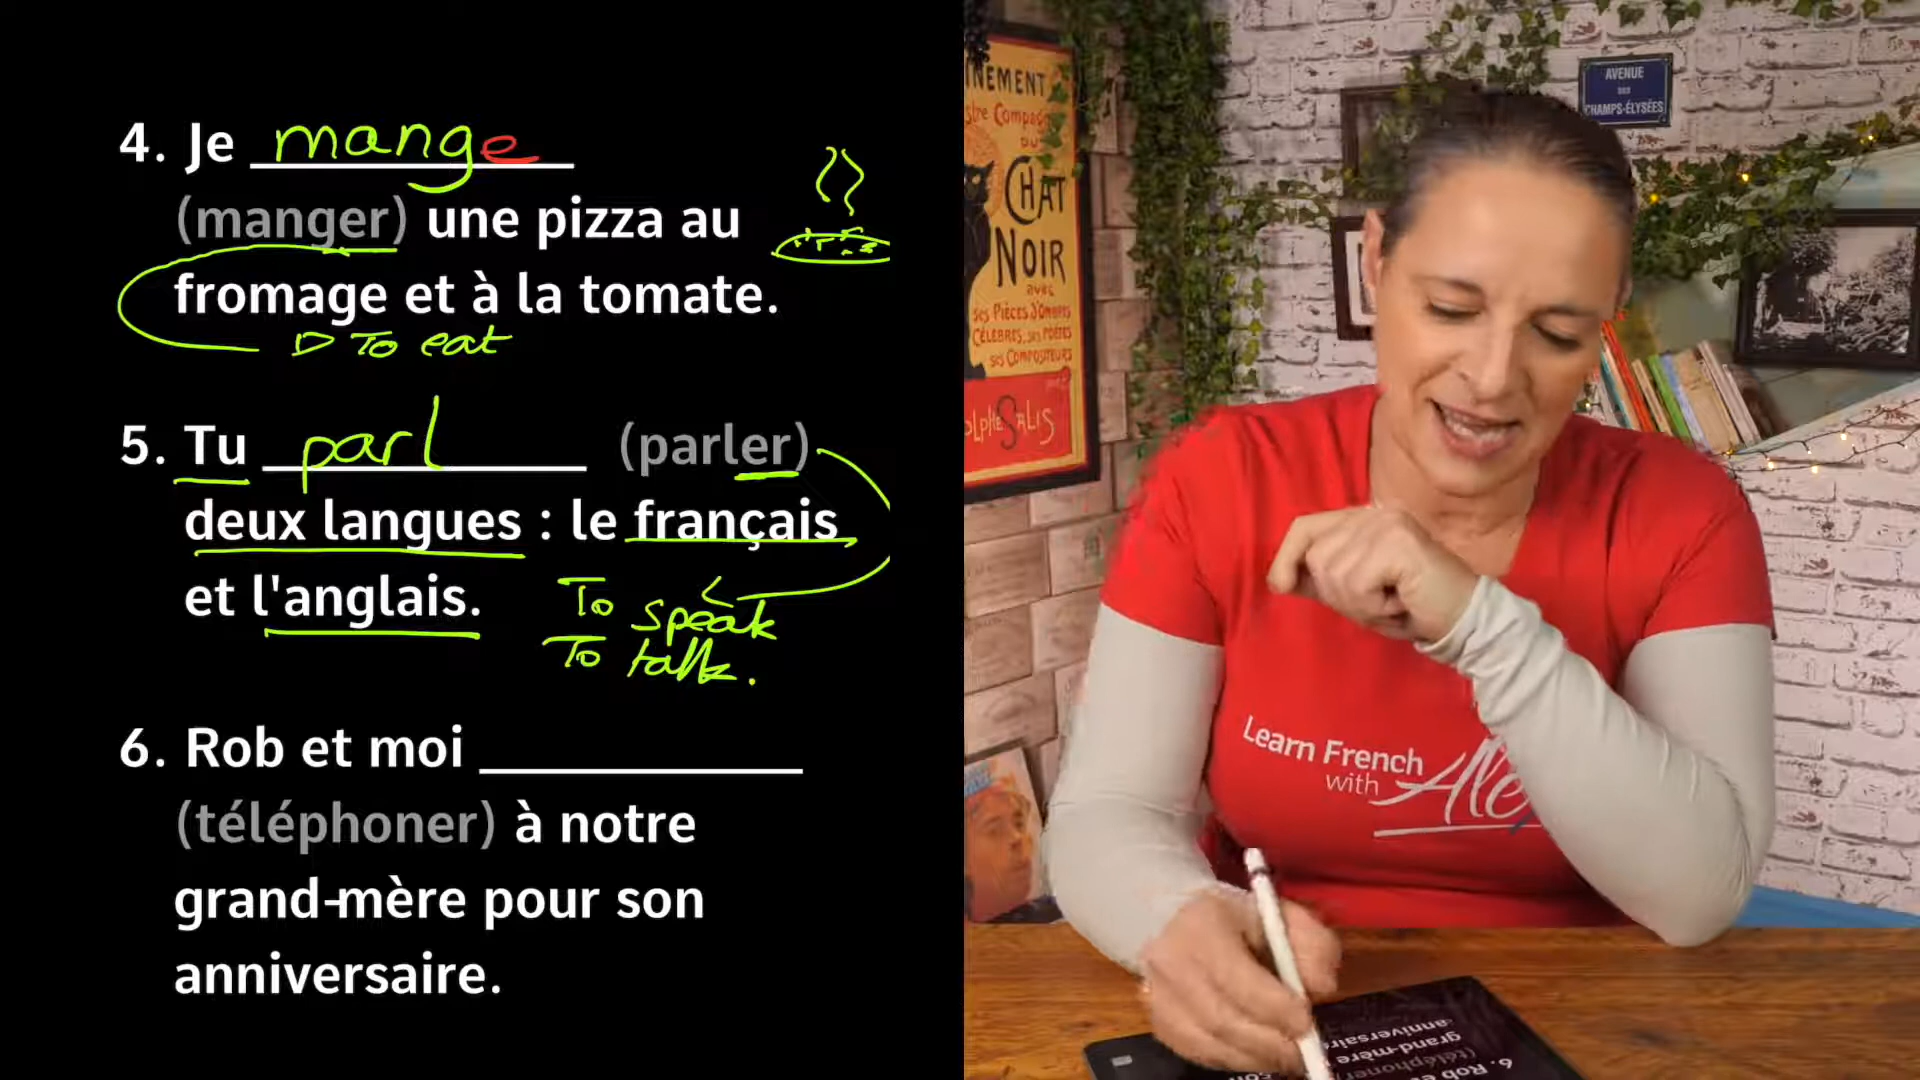 4. Je mange
(manger) une pizza au
fromage et à la tomate.
To eat
5. Tu parl (parler)
deux langues : le français
et l'anglais.
To speak
To talk.
6. Rob et moi
(téléphoner) à notre
grand-mère pour son
anniversaire.
CHAT
NOIR
AVEC
SES PIÈCES D'OMBRES
CÉLÈBRES, SES POÈTES
SES COMPOSITEURS
SALIS
AVENUE
DES
CHAMPS-ÉLYSÉES
Learn French
with